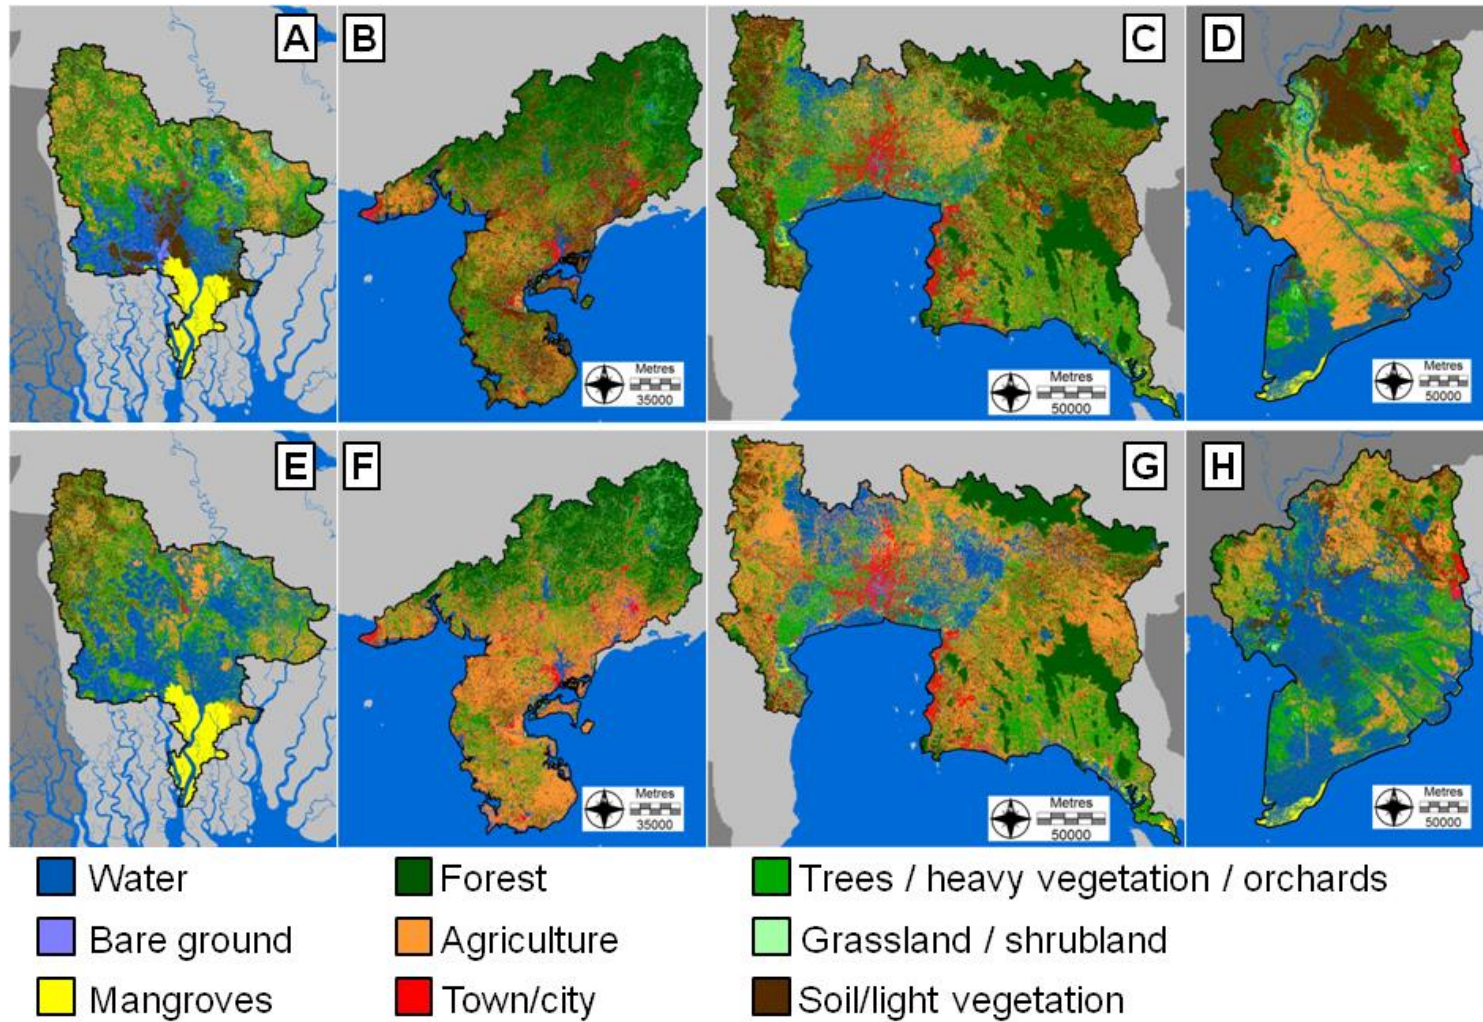 A
B
C
D
Metres
35000
Metres
50000
Metres
50000
E
F
G
H
Metres
35000
Metres
50000
Metres
50000
Water
Forest
Trees / heavy vegetation / orchards
Bare ground
Agriculture
Grassland / shrubland
Mangroves
Town/city
Soil/light vegetation